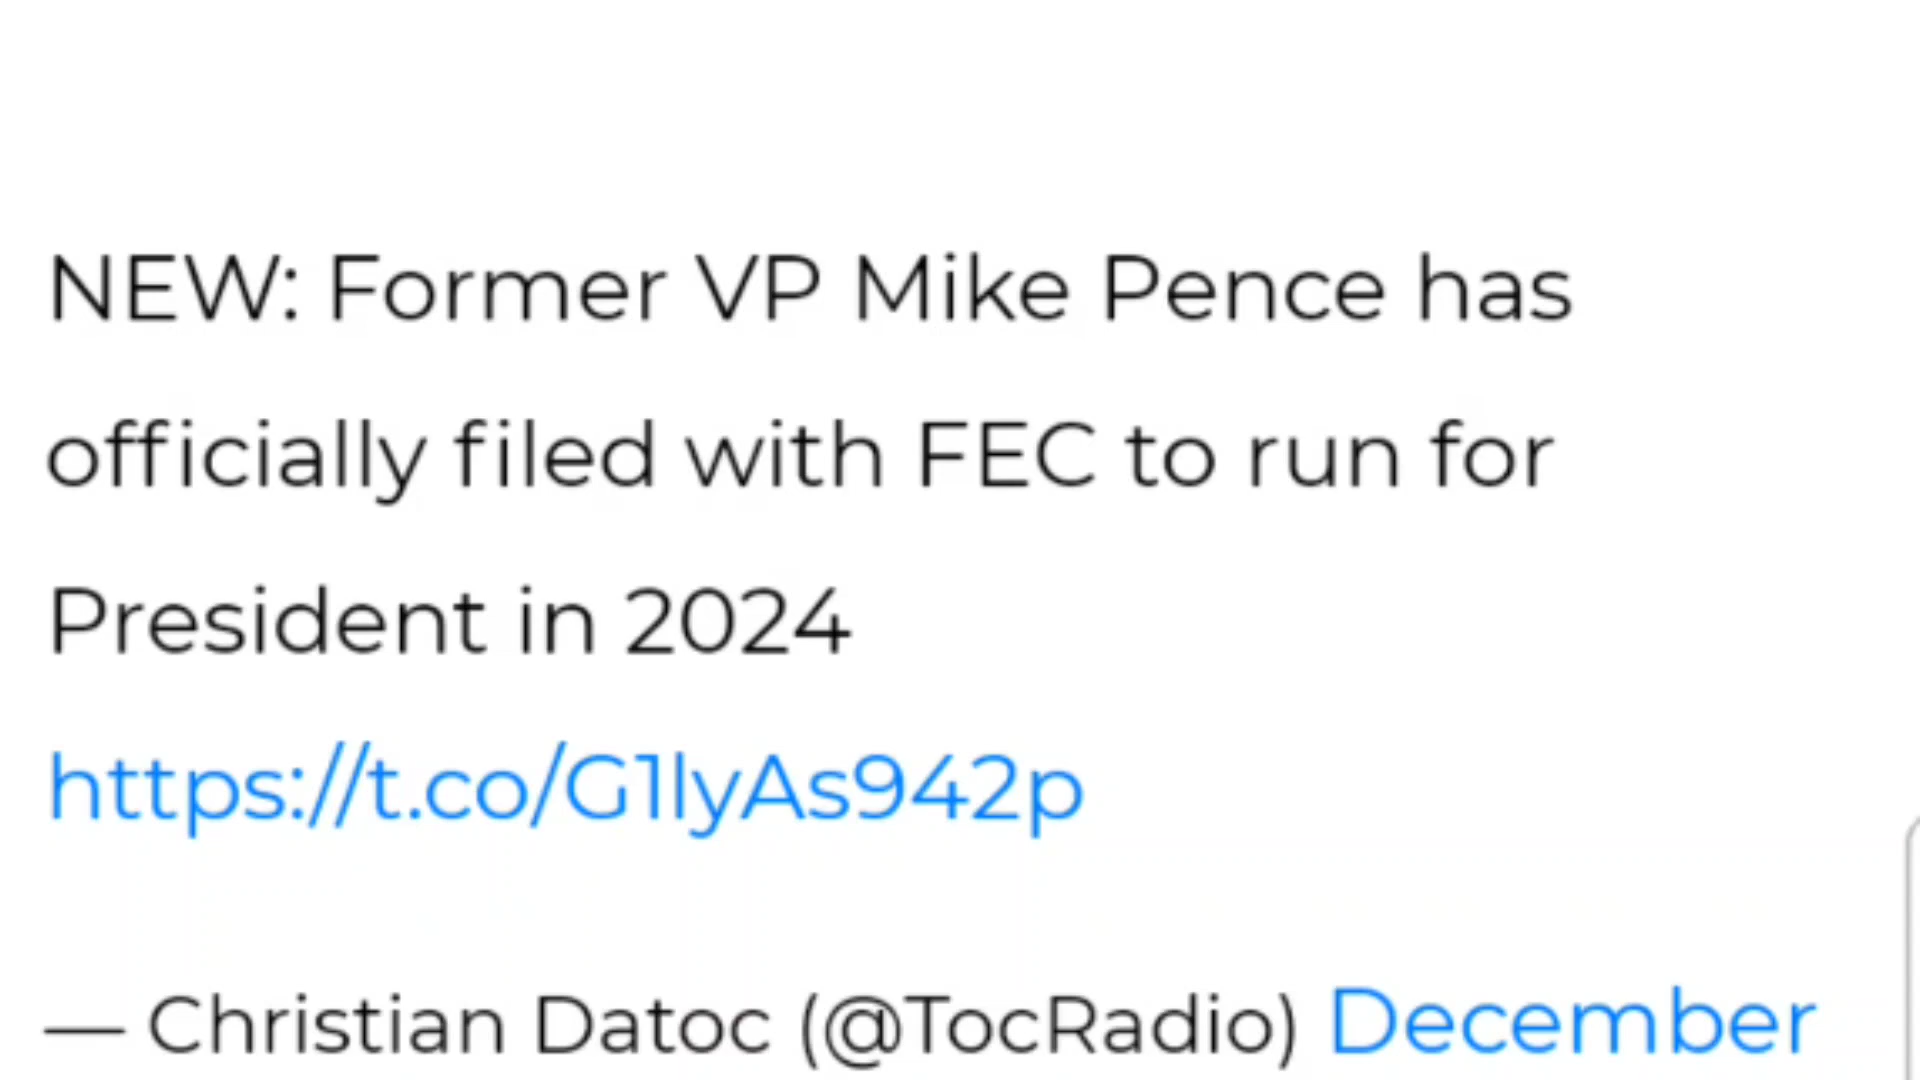 NEW: Former VP Mike Pence has
officially filed with FEC to run for
President in 2024
https://t.co/G1lyAs942p
— Christian Datoc (@TocRadio) December